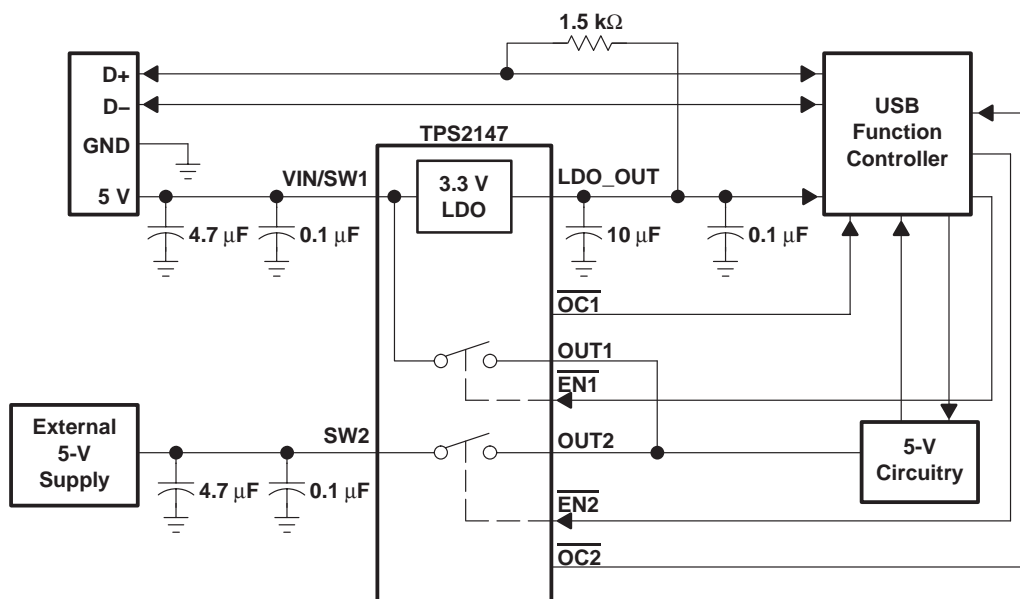 1.5 kΩ
D+
D–
GND
5 V
USB
Function
Controller
TPS2147
VIN/SW1
3.3 V
LDO
LDO_OUT
4.7 μF
0.1 μF
10 μF
0.1 μF
OC1
OUT1
EN1
External
5-V
Supply
SW2
OUT2
5-V
Circuitry
4.7 μF
0.1 μF
EN2
OC2